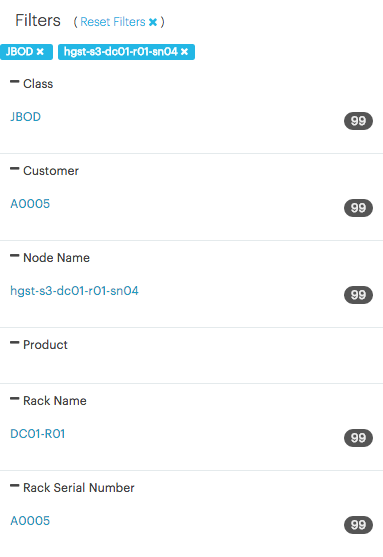 Filters ( Reset Filters × )
JBOD × hgst-s3-dc01-r01-sn04 ×
Class
JBOD 99
Customer
A0005 99
Node Name
hgst-s3-dc01-r01-sn04 99
Product
Rack Name
DC01-R01 99
Rack Serial Number
A0005 99